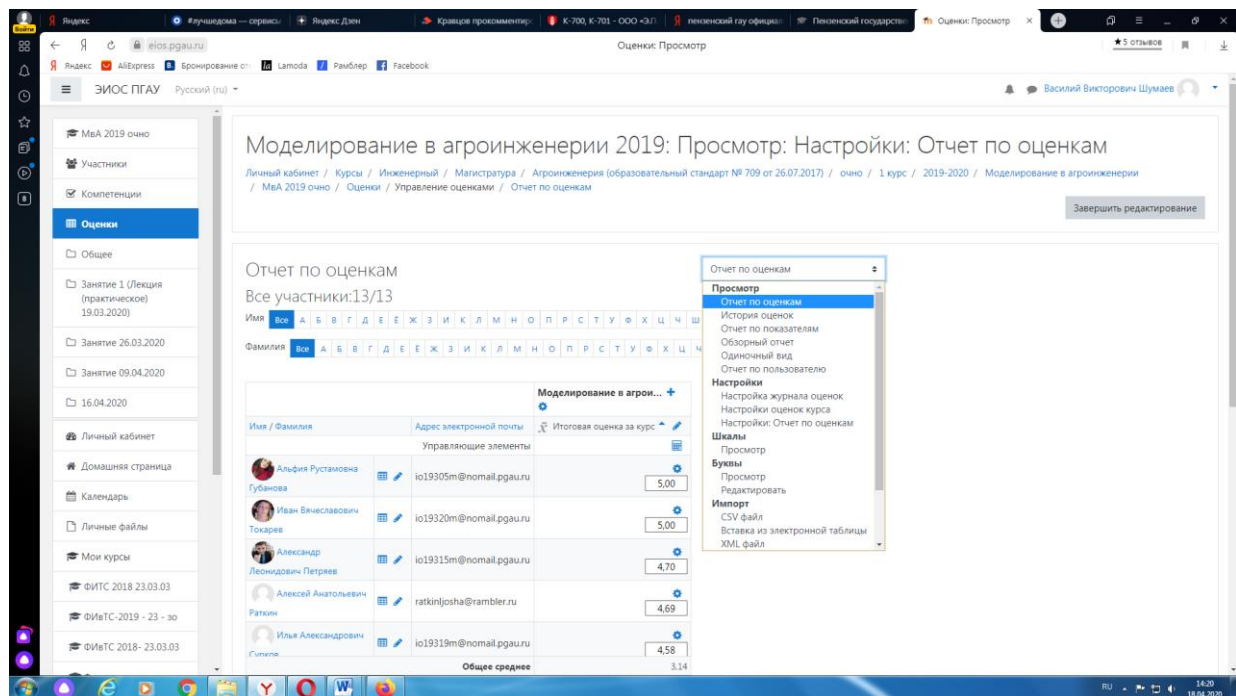 Яндекс
#лучшедома — сервисы
Яндекс Дзен
Кравцов прокомментир
К-700, К-701 - ООО «З.П.
пензенский гау официал
Пензенский государстве
Оценки: Просмотр
Войти
eios.pgau.ru
Оценки: Просмотр
5 отзывов
Яндекс
AliExpress
Бронирование от
Lamoda
Рамблер
Facebook
ЭИОС ПГАУ
Русский (ru)
Василий Викторович Шумаев
МвА 2019 очно
Участники
Компетенции
Оценки
Общее
Занятие 1 (Лекция
(практическое)
19.03.2020)
Занятие 26.03.2020
Занятие 09.04.2020
16.04.2020
Личный кабинет
Домашняя страница
Календарь
Личные файлы
Мои курсы
ФИТС 2018 23.03.03
ФИвТС-2019 - 23 - зо
ФИвТС 2018- 23.03.03
Моделирование в агроинженерии 2019: Просмотр: Настройки: Отчет по оценкам
Личный кабинет / Курсы / Инженерный / Магистратура / Агроинженерия (образовательный стандарт № 709 от 26.07.2017) / очно / 1 курс / 2019-2020 / Моделирование в агроинженерии
/ МвА 2019 очно / Оценки / Управление оценками / Отчет по оценкам
Завершить редактирование
Отчет по оценкам
Все участники:13/13
Имя Все А Б В Г Д Е Ё Ж З И К Л М Н О П Р С Т У Ф Х Ц Ч Ш
Фамилия Все А Б В Г Д Е Ё Ж З И К Л М Н О П Р С Т У Ф Х Ц Ч
Отчет по оценкам
Просмотр
Отчет по оценкам
История оценок
Отчет по показателям
Обзорный отчет
Одиночный вид
Отчет по пользователю
Настройки
Настройка журнала оценок
Настройки оценок курса
Настройки: Отчет по оценкам
Шкалы
Просмотр
Буквы
Просмотр
Редактировать
Импорт
CSV файл
Вставка из электронной таблицы
XML файл
Моделирование в агрои...
Имя / Фамилия
Адрес электронной почты
Итоговая оценка за курс
Управляющие элементы
Альфия Рустамовна
Губанова
io19305m@nomail.pgau.ru
5,00
Иван Вячеславович
Токарев
io19320m@nomail.pgau.ru
5,00
Александр
Леонидович Петряев
io19315m@nomail.pgau.ru
4,70
Алексей Анатольевич
Раткин
ratkinljosha@rambler.ru
4,69
Илья Александрович
io19319m@nomail.pgau.ru
4,58
Общее среднее
3.14
RU
14:20
18.04.2020